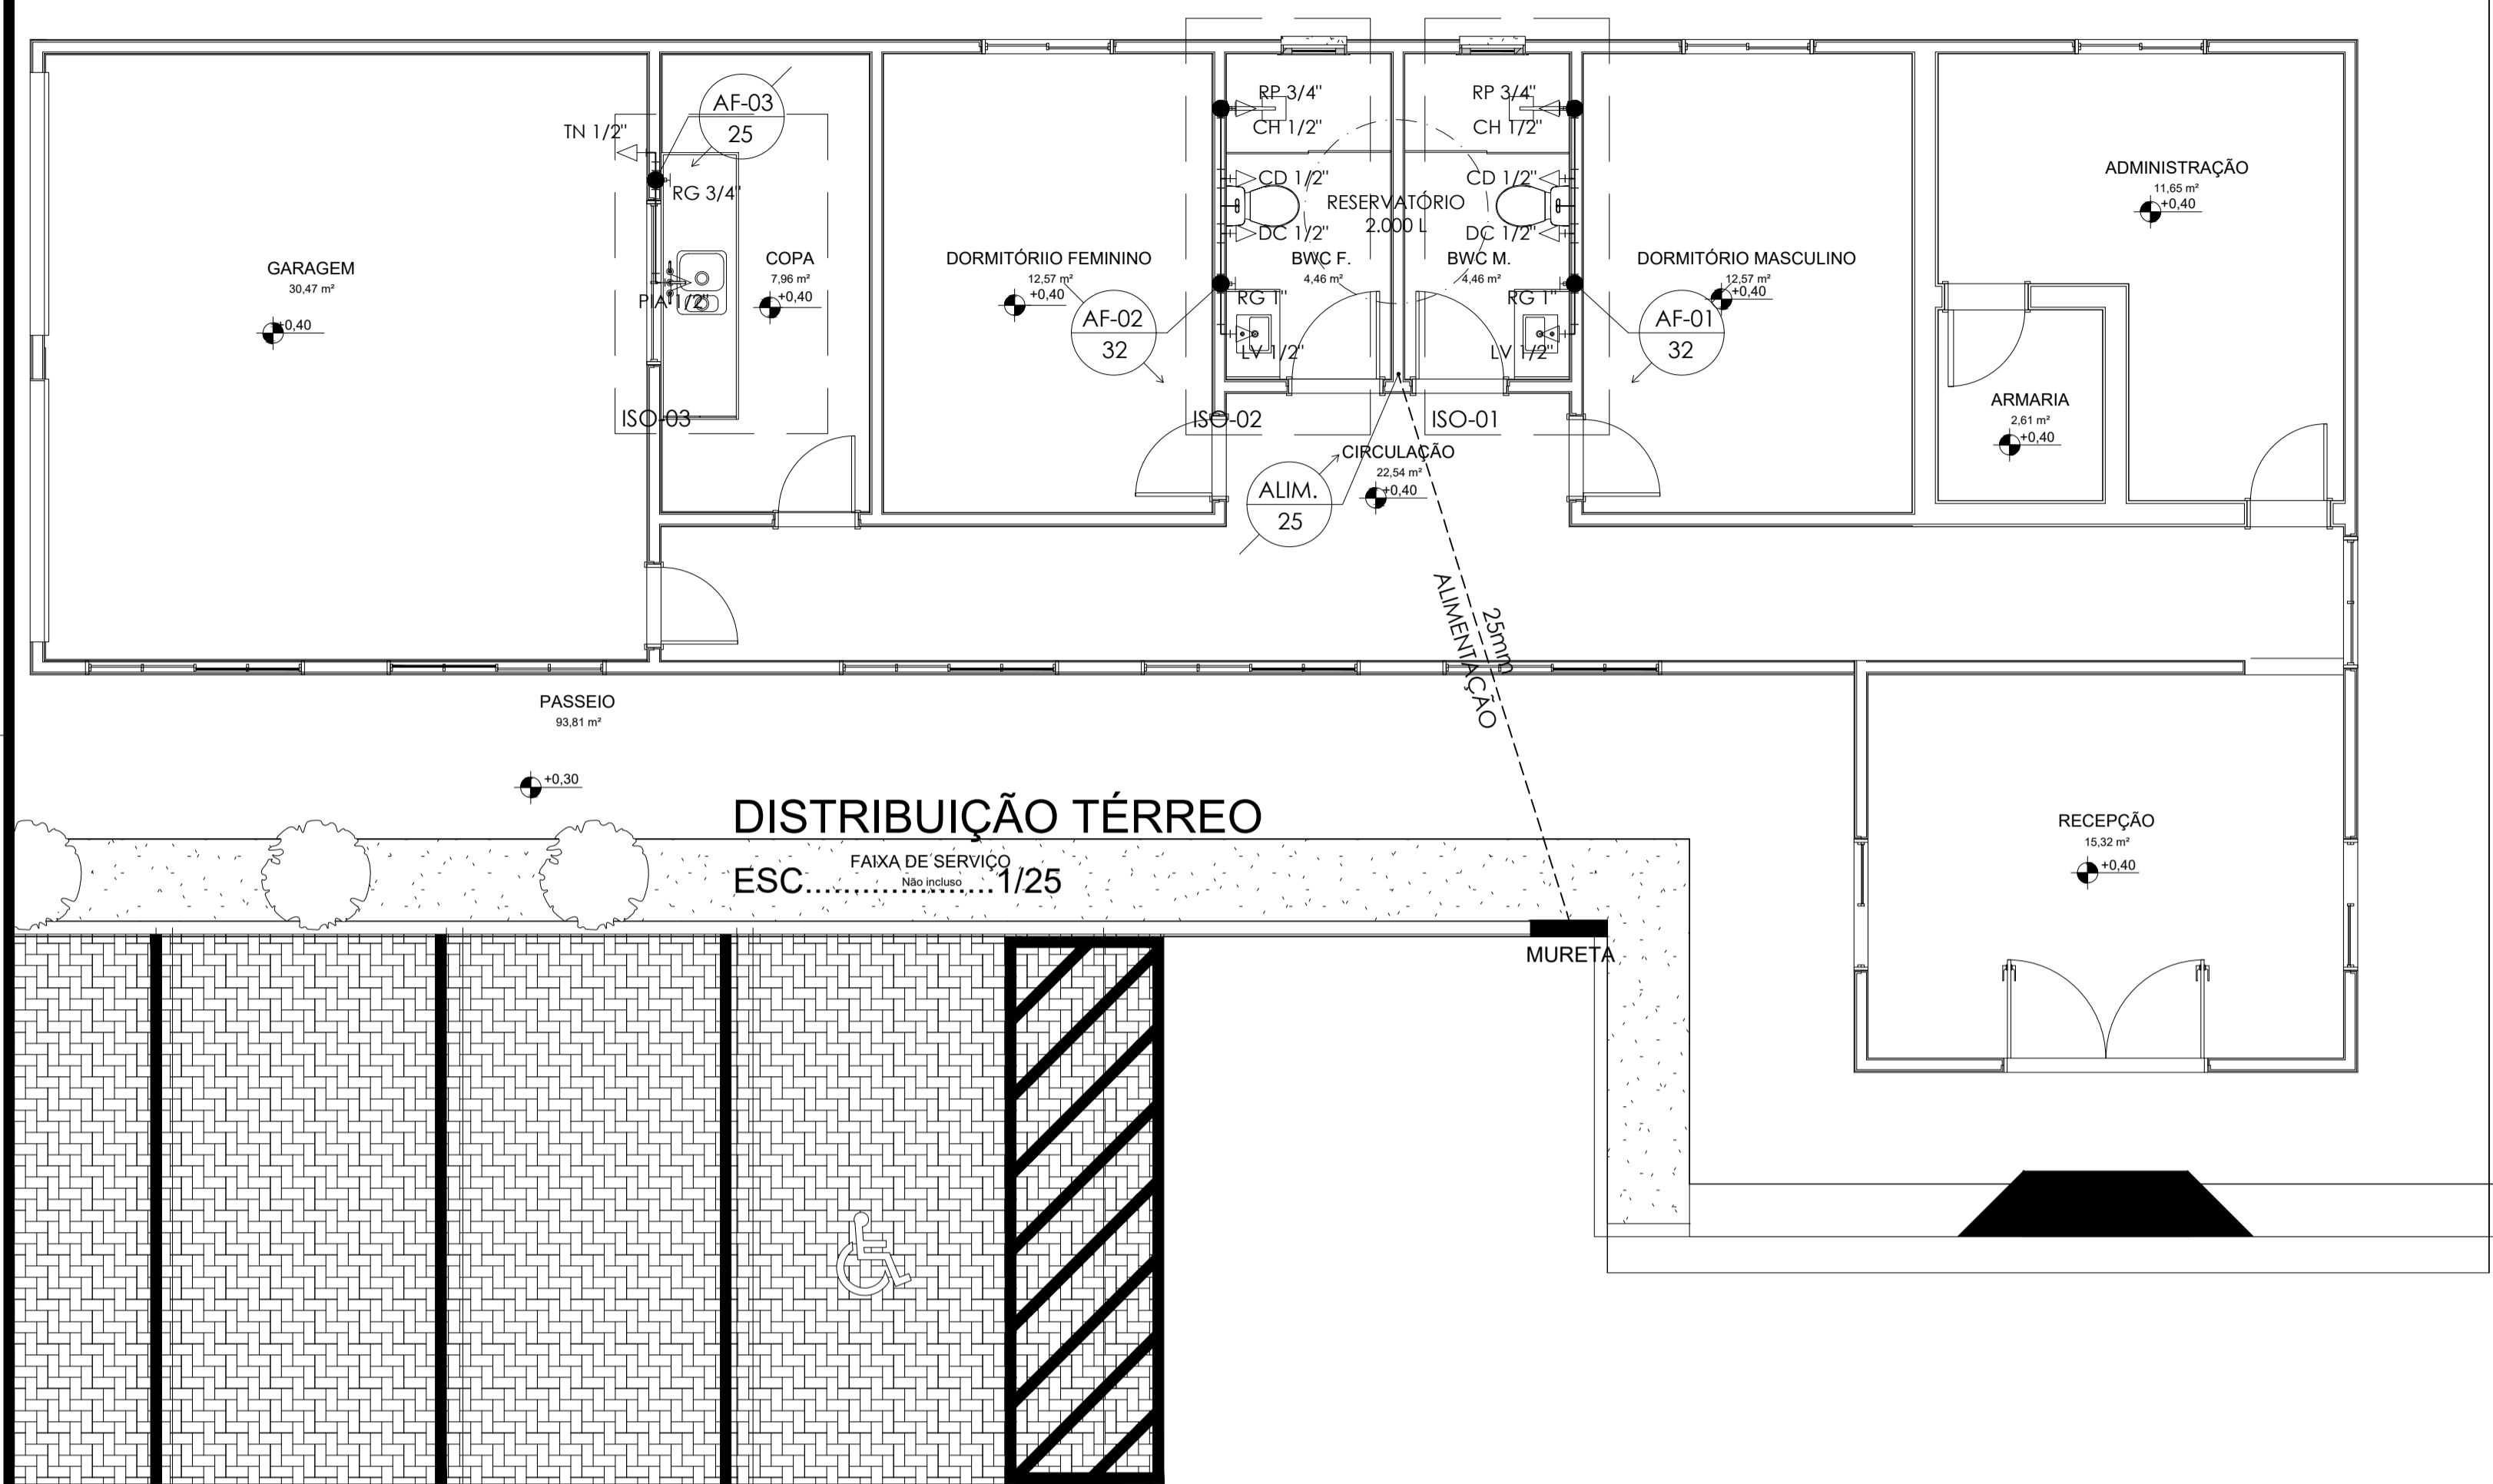 AF-03
25
TN 1/2"
RG 3/4"
PIA 1/2"
ISO-03
GARAGEM
30,47 m²
+0,40
COPA
7,96 m²
+0,40
DORMITÓRIIO FEMININO
12,57 m²
+0,40
AF-02
32
RP 3/4"
CH 1/2"
CD 1/2"
DC 1/2"
BWC F.
4,46 m²
RG 1"
LV 1/2"
ISO-02
RESERVATÓRIO
2.000 L
RP 3/4"
CH 1/2"
CD 1/2"
DC 1/2"
BWC M.
4,46 m²
RG 1"
LV 1/2"
ISO-01
DORMITÓRIO MASCULINO
12,57 m²
+0,40
AF-01
32
ADMINISTRAÇÃO
11,65 m²
+0,40
ARMARIA
2,61 m²
+0,40
CIRCULAÇÃO
22,54 m²
+0,40
ALIM.
25
25mm
ALIMENTAÇÃO
PASSEIO
93,81 m²
+0,30
DISTRIBUIÇÃO TÉRREO
FAIXA DE SERVIÇO
Não incluso
ESC.....................1/25
MURETA
RECEPÇÃO
15,32 m²
+0,40